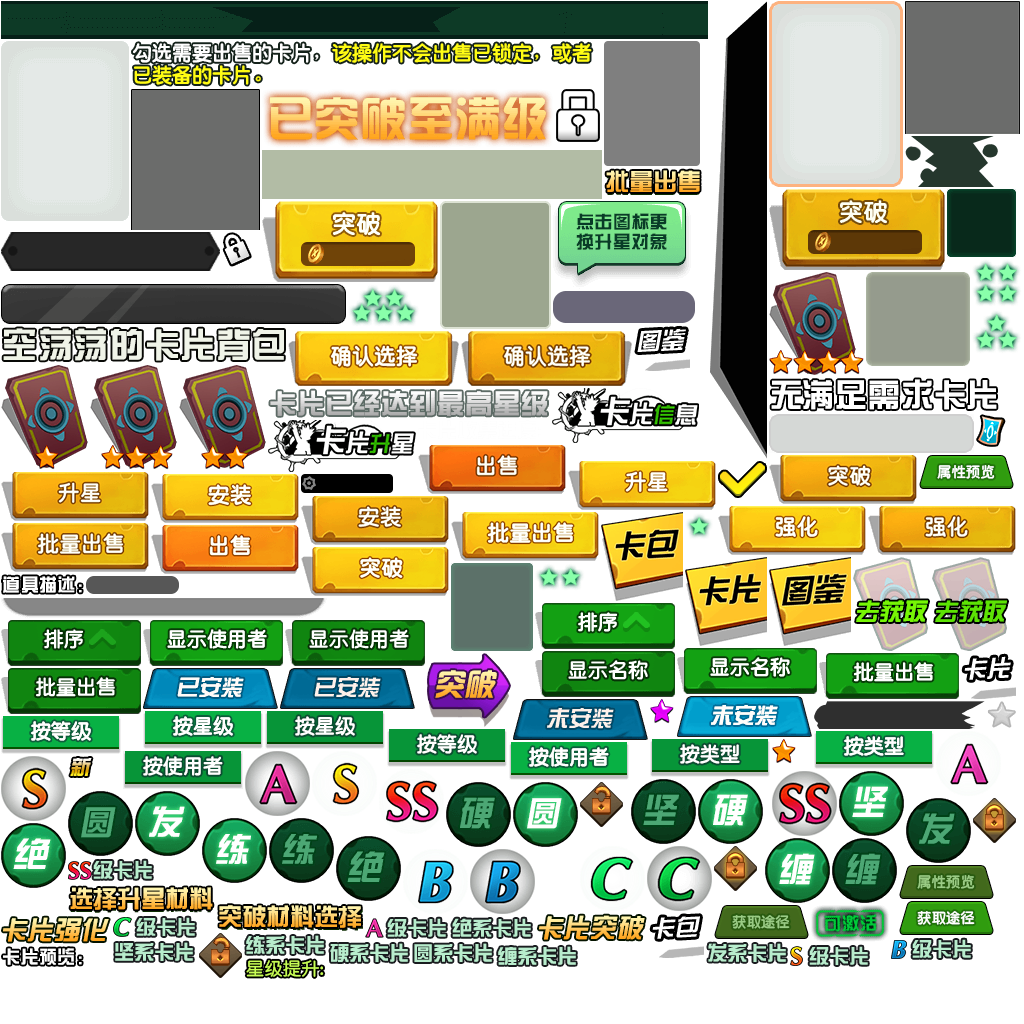 勾选需要出售的卡片，该操作不会出售已锁定，或者
已装备的卡片。
已突破至满级
批量出售
突破
点击图标更
换升星对象
突破
空荡荡的卡片背包
确认选择
确认选择
图鉴
卡片已经达到最高星级
卡片信息
无满足需求卡片
卡片升星
出售
升星
突破
属性预览
升星
安装
安装
批量出售
强化
强化
批量出售
出售
突破
卡包
道具描述:
卡片
图鉴
去获取
去获取
排序
显示使用者
显示使用者
排序
批量出售
已安装
已安装
突破
显示名称
显示名称
批量出售
卡片
按等级
按星级
按星级
未安装
未安装
按等级
按使用者
按类型
按类型
S
新
按使用者
A
S
SS
硬
圆
坚
硬
SS
坚
A
圆
发
练
练
绝
发
绝
SS级卡片
B
B
C
C
缠
缠
属性预览
选择升星材料
卡片强化
C级卡片
突破材料选择
A级卡片
绝系卡片
卡片突破
卡包
获取途径
可激活
获取途径
卡片预览:
坚系卡片
练系卡片
星级提升:
硬系卡片
圆系卡片
缠系卡片
发系卡片
S级卡片
B级卡片